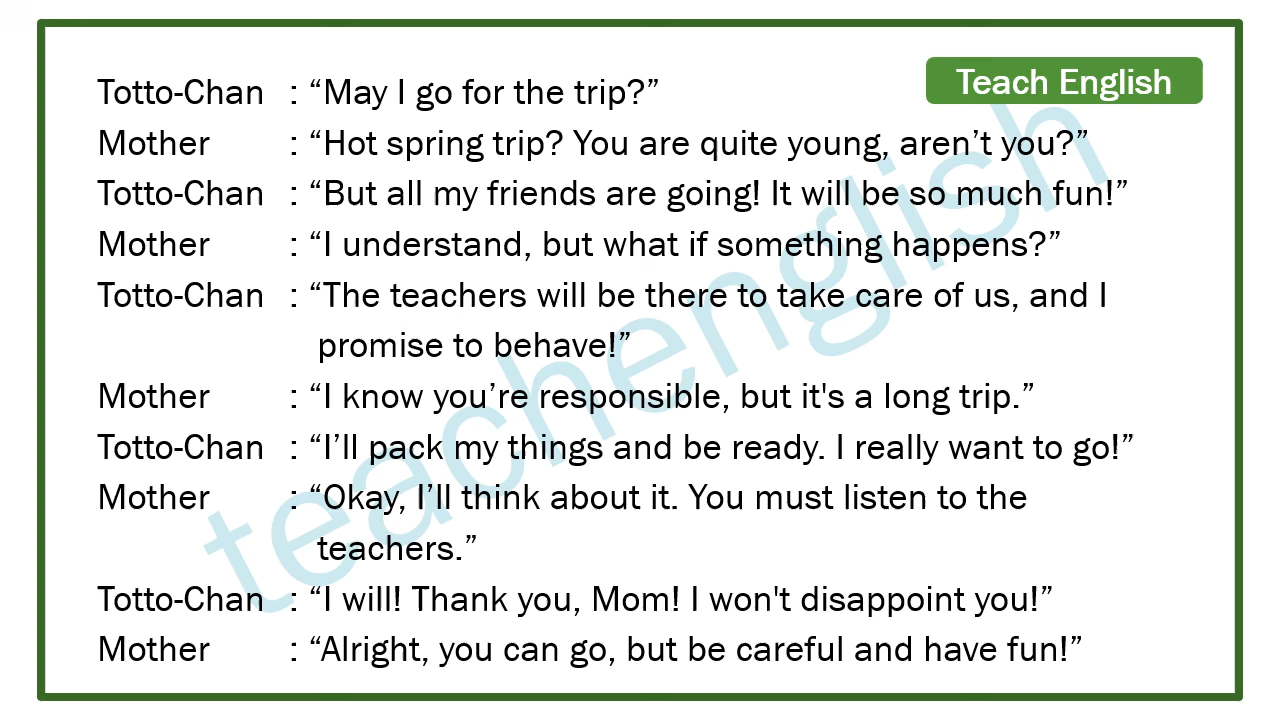 Teach English
Totto-Chan : “May I go for the trip?”
Mother : “Hot spring trip? You are quite young, aren’t you?”
Totto-Chan : “But all my friends are going! It will be so much fun!”
Mother : “I understand, but what if something happens?”
Totto-Chan : “The teachers will be there to take care of us, and I
promise to behave!”
Mother : “I know you’re responsible, but it's a long trip.”
Totto-Chan : “I’ll pack my things and be ready. I really want to go!”
Mother : “Okay, I’ll think about it. You must listen to the
teachers.”
Totto-Chan : “I will! Thank you, Mom! I won't disappoint you!”
Mother : “Alright, you can go, but be careful and have fun!”
teachenglish